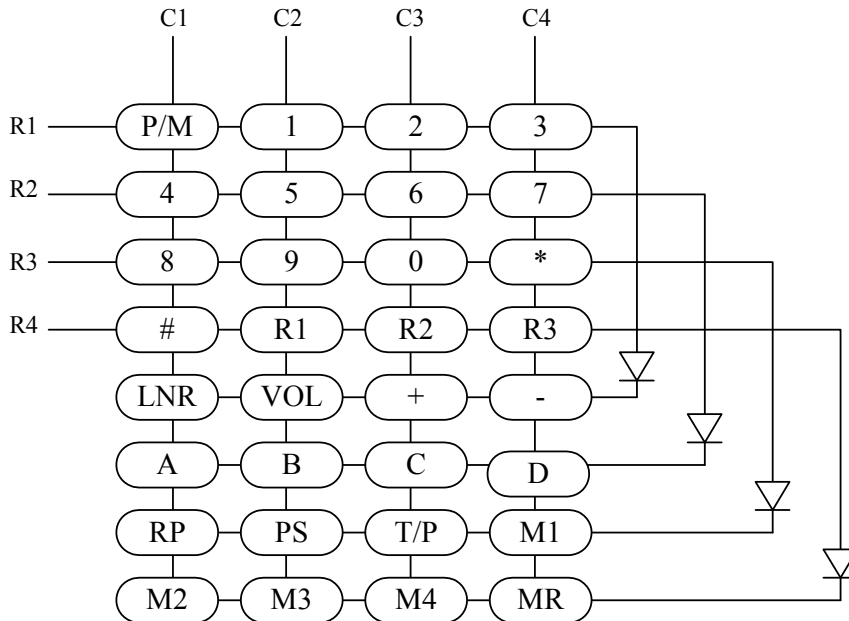 C1 C2 C3 C4
R1 P/M 1 2 3
R2 4 5 6 7
R3 8 9 0 *
R4 # R1 R2 R3
LNR VOL + -
A B C D
RP PS T/P M1
M2 M3 M4 MR